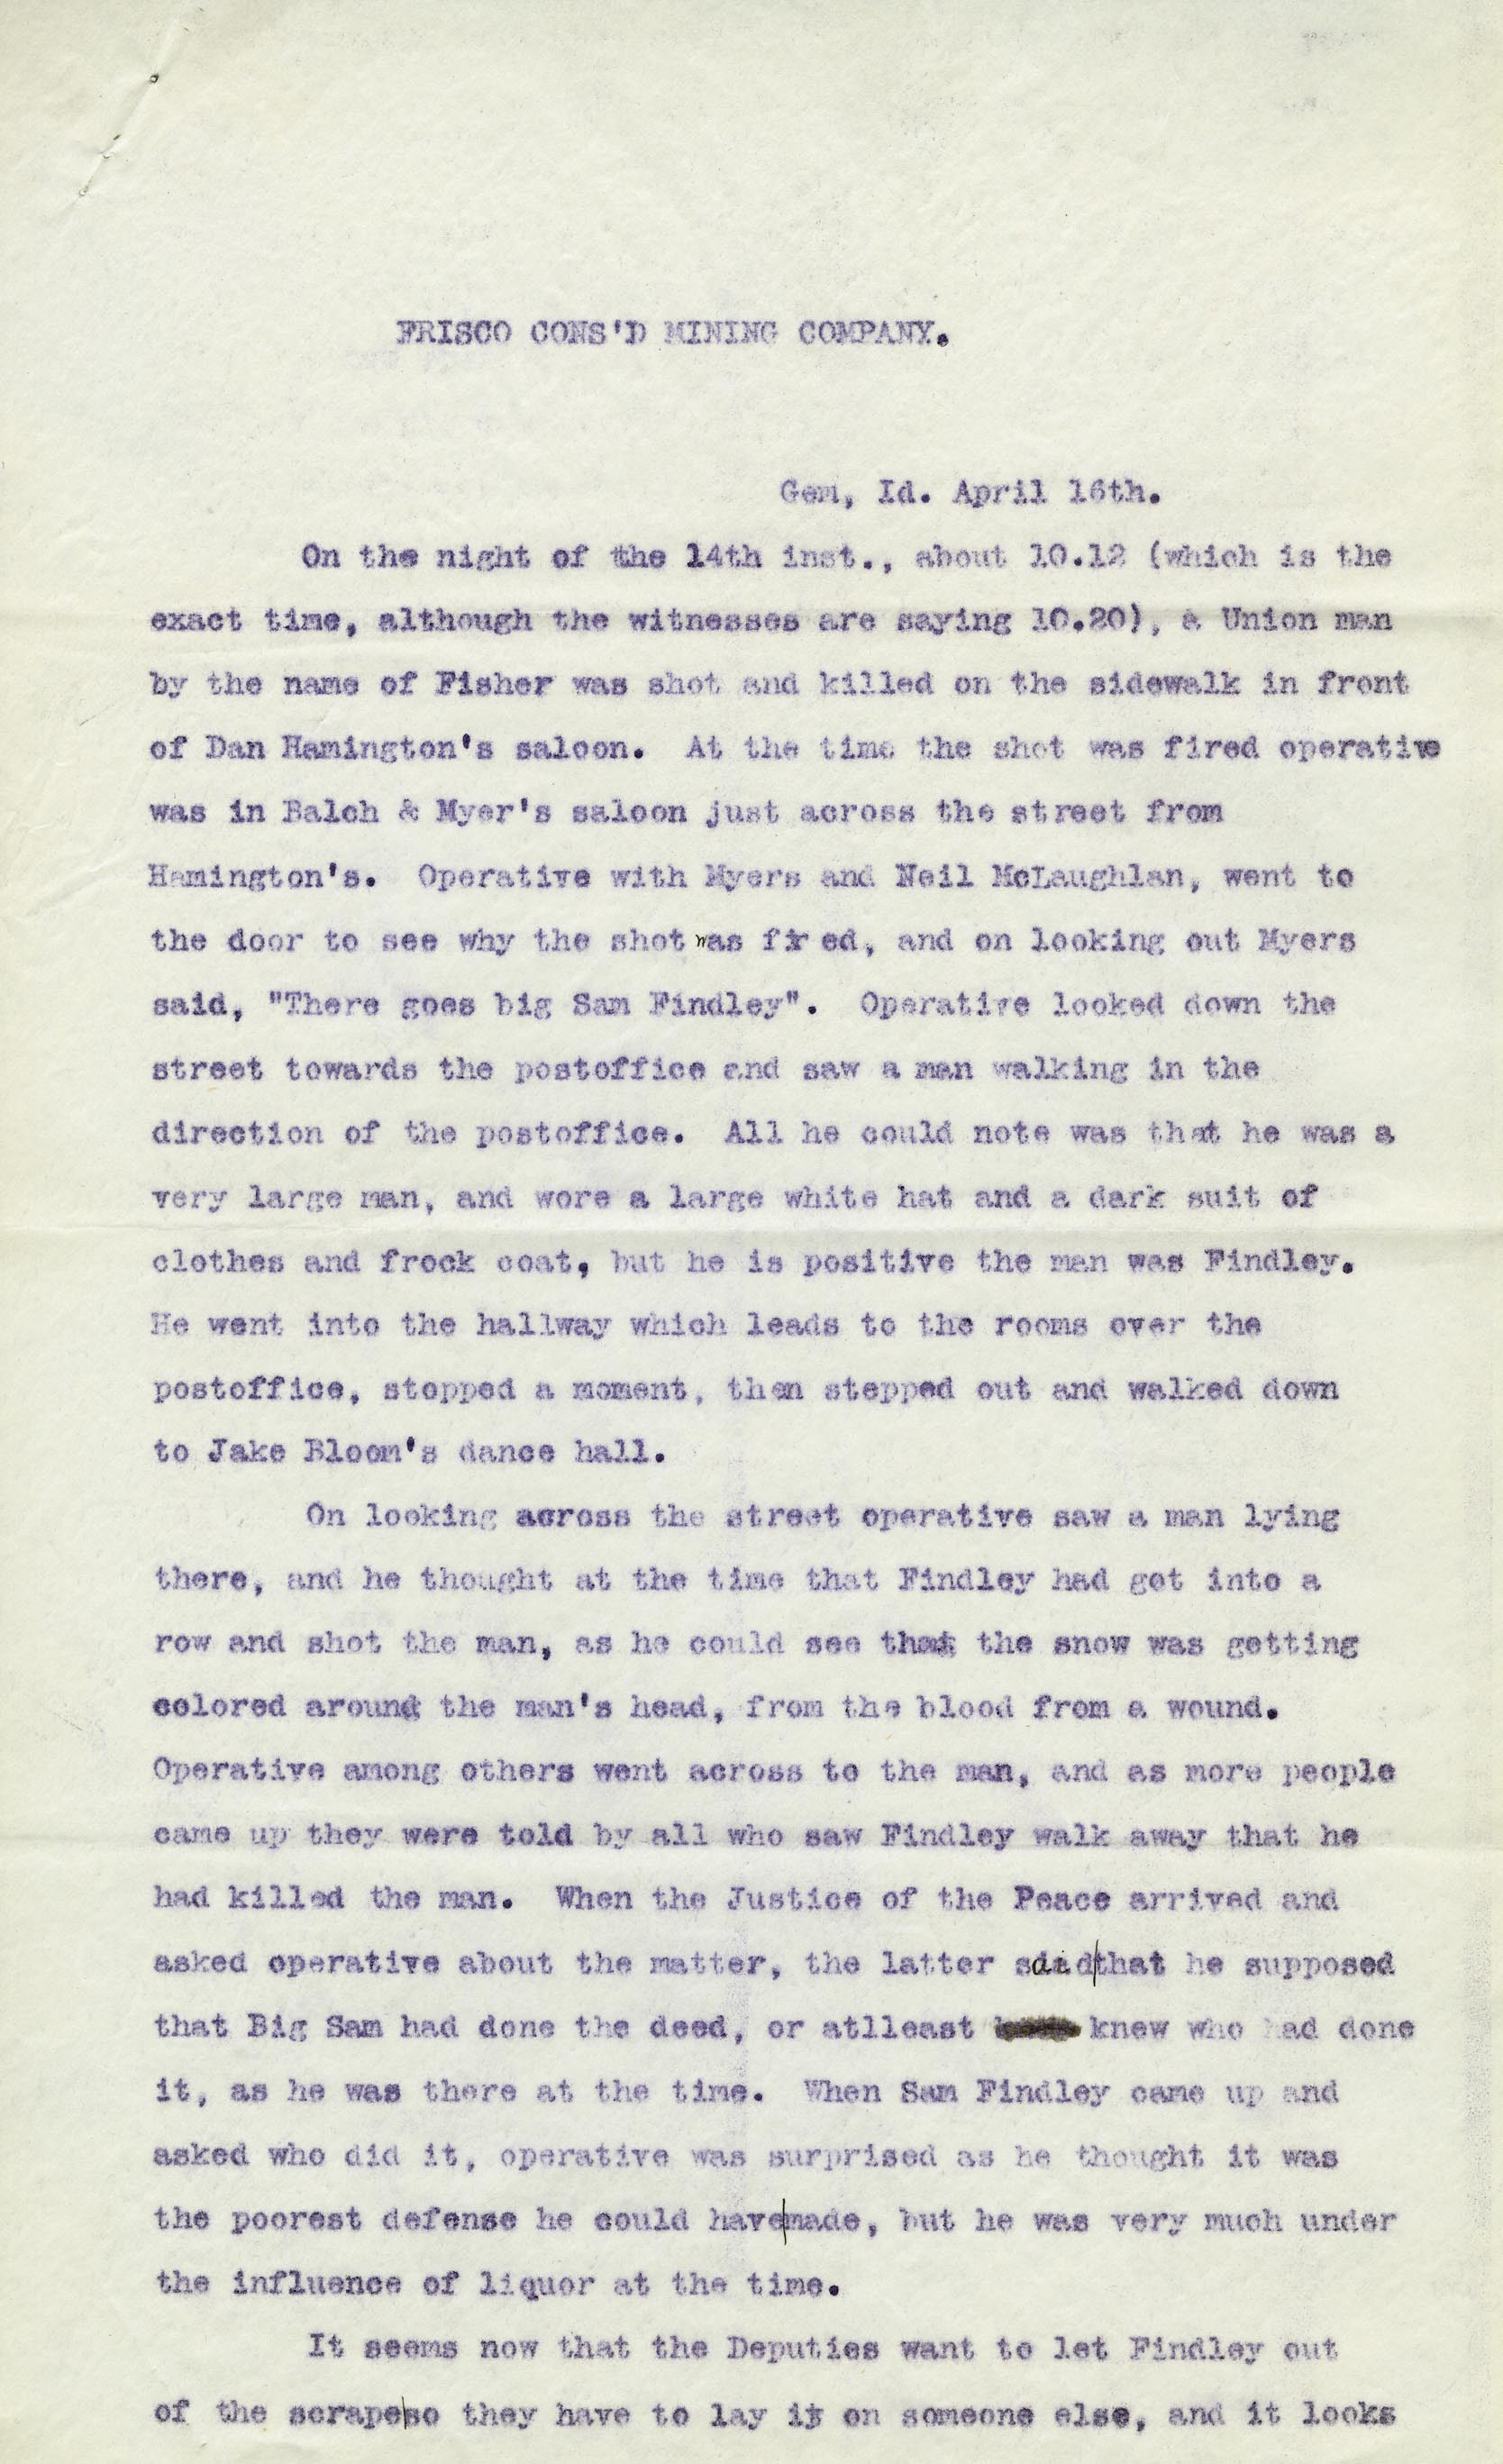 FRISCO CONS'D MINING COMPANY.
Gem, Id. April 16th.
On the night of the 14th inst., about 10.12 (which is the
exact time, although the witnesses are saying 10.20), a Union man
by the name of Fisher was shot and killed on the sidewalk in front
of Dan Hamington's saloon. At the time the shot was fired operative
was in Balch & Myer's saloon just across the street from
Hamington's. Operative with Myers and Neil McLaughlan, went to
the door to see why the shot was fir ed, and on looking out Myers
said, "There goes big Sam Findley". Operative looked down the
street towards the postoffice and saw a man walking in the
direction of the postoffice. All he could note was that he was a
very large man, and wore a large white hat and a dark suit of
clothes and frock coat, but he is positive the man was Findley.
He went into the hallway which leads to the rooms over the
postoffice, stopped a moment, then stepped out and walked down
to Jake Bloom's dance hall.
On looking across the street operative saw a man lying
there, and he thought at the time that Findley had got into a
row and shot the man, as he could see that the snow was getting
colored around the man's head, from the blood from a wound.
Operative among others went across to the man, and as more people
came up they were told by all who saw Findley walk away that he
had killed the man. When the Justice of the Peace arrived and
asked operative about the matter, the latter said|that he supposed
that Big Sam had done the deed, or atlleast knew who had done
it, as he was there at the time. When Sam Findley came up and
asked who did it, operative was surprised as he thought it was
the poorest defense he could have|made, but he was very much under
the influence of liquor at the time.
It seems now that the Deputies want to let Findley out
of the scrape|so they have to lay it on someone else, and it looks